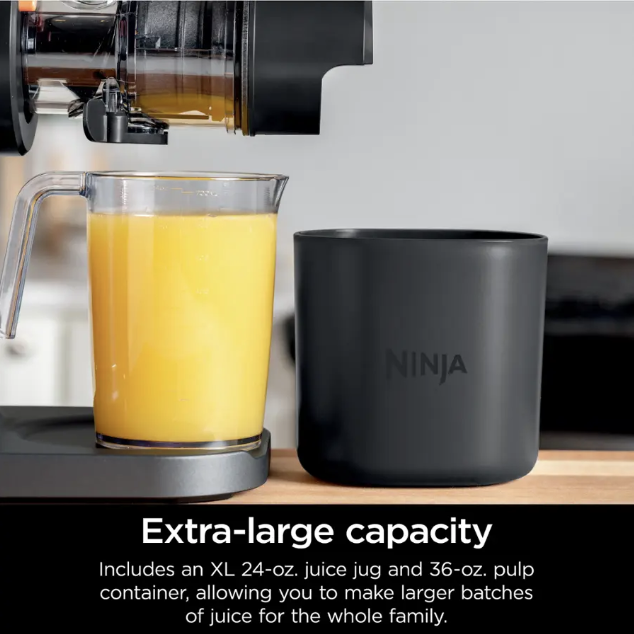 NINJA
Extra-large capacity
Includes an XL 24-oz. juice jug and 36-oz. pulp
container, allowing you to make larger batches
of juice for the whole family.